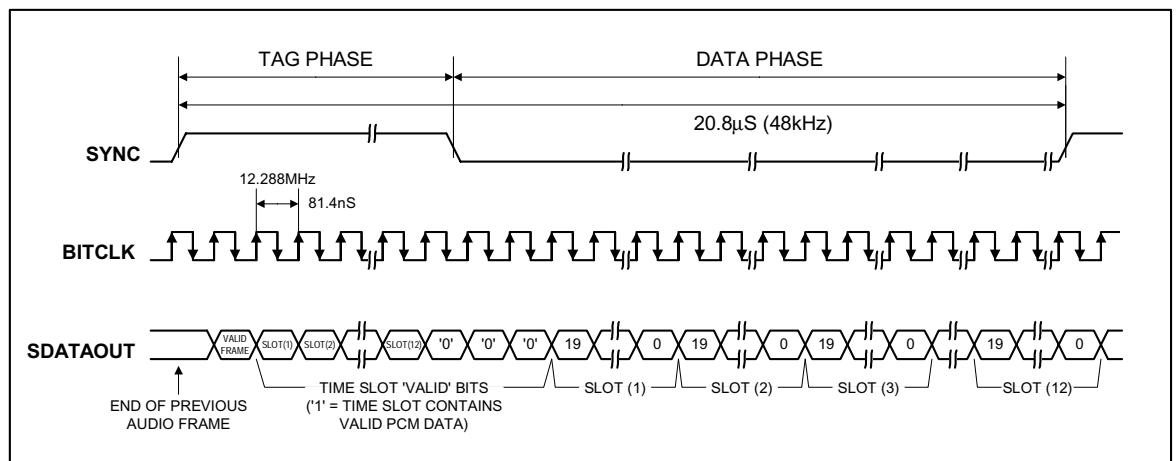 TAG PHASE
DATA PHASE
20.8µS (48kHz)
SYNC
12.288MHz
81.4nS
BITCLK
SDATAOUT
VALID
FRAME
SLOT(1)
SLOT(2)
SLOT(12)
'0'
'0'
'0'
19
0
19
0
19
0
19
0
END OF PREVIOUS
AUDIO FRAME
TIME SLOT 'VALID' BITS
('1' = TIME SLOT CONTAINS
VALID PCM DATA)
SLOT (1)
SLOT (2)
SLOT (3)
SLOT (12)